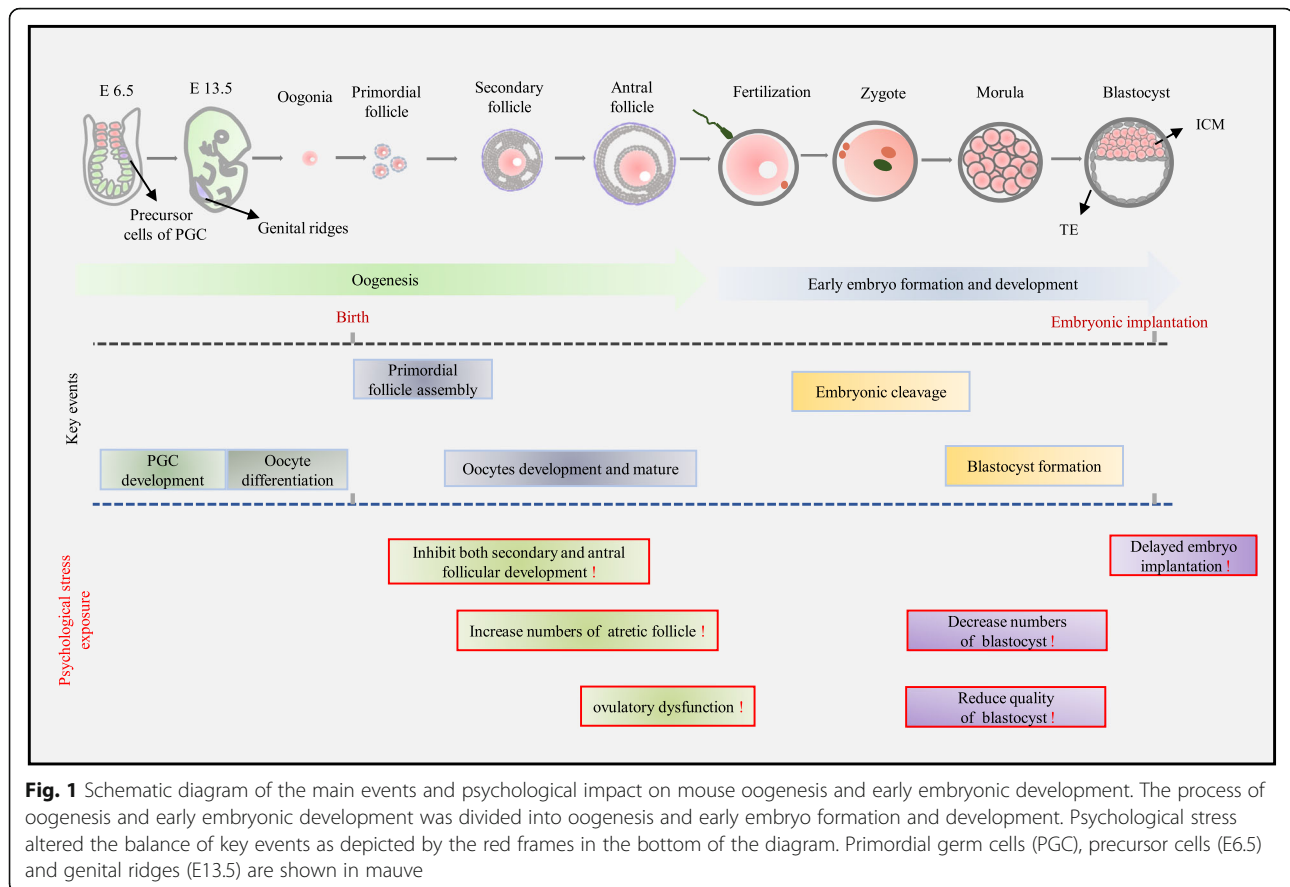 E 6.5
E 13.5
Oogonia
Primordial
follicle
Secondary
follicle
Antral
follicle
Fertilization
Zygote
Morula
Blastocyst
ICM
Precursor
cells of PGC
Genital ridges
TE
Oogenesis
Early embryo formation and development
Birth
Embryonic implantation
Key events
Primordial
follicle assembly
Embryonic cleavage
PGC
development
Oocyte
differentiation
Oocytes development and mature
Blastocyst formation
Psychological stress
exposure
Inhibit both secondary and antral
follicular development !
Delayed embryo
implantation !
Increase numbers of atretic follicle !
Decrease numbers
of blastocyst !
ovulatory dysfunction !
Reduce quality
of blastocyst !
Fig. 1 Schematic diagram of the main events and psychological impact on mouse oogenesis and early embryonic development. The process of
oogenesis and early embryonic development was divided into oogenesis and early embryo formation and development. Psychological stress
altered the balance of key events as depicted by the red frames in the bottom of the diagram. Primordial germ cells (PGC), precursor cells (E6.5)
and genital ridges (E13.5) are shown in mauve